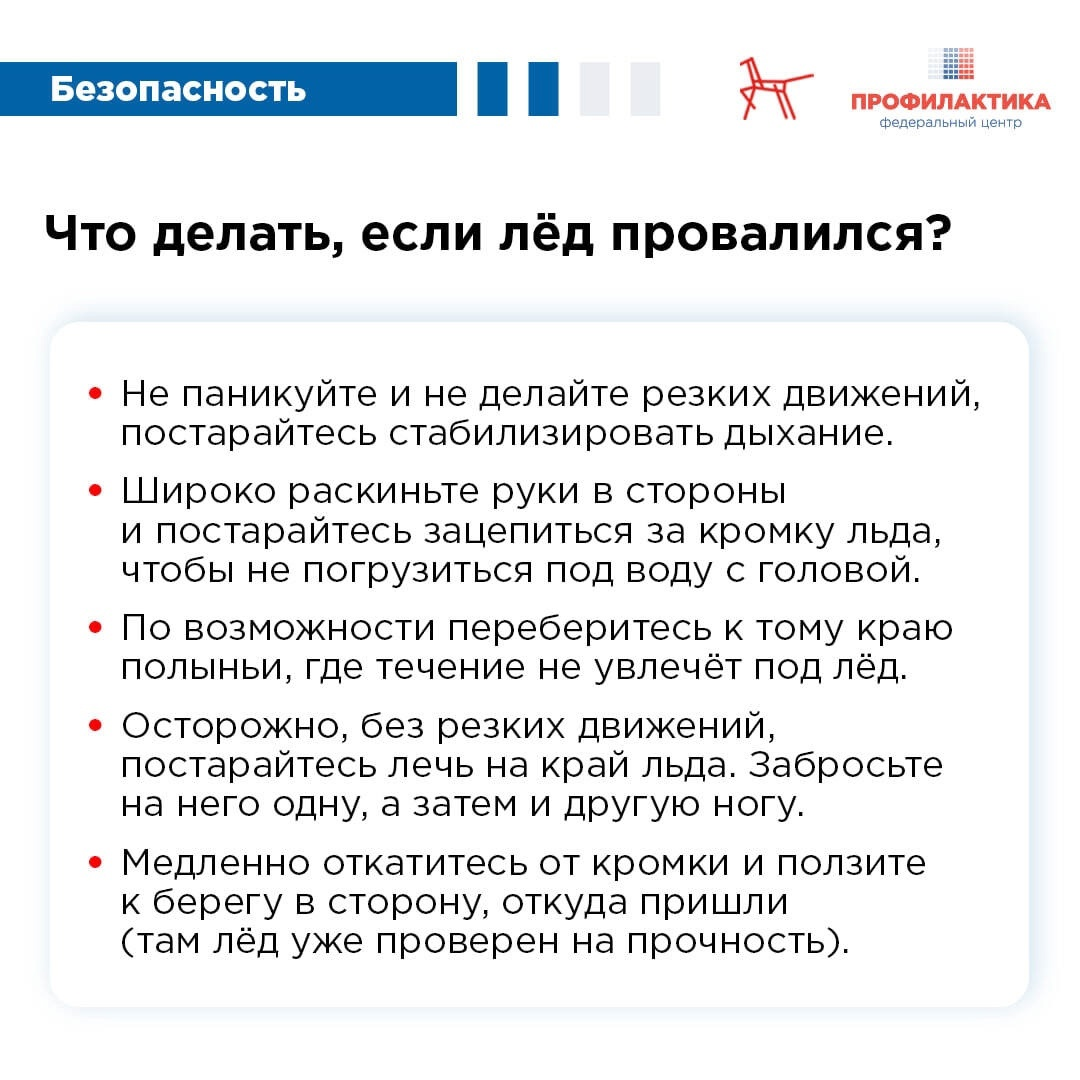 Безопасность
ПРОФИЛАКТИКА
федеральный центр
Что делать, если лёд провалился?
• Не паникуйте и не делайте резких движений,
постарайтесь стабилизировать дыхание.
• Широко раскиньте руки в стороны
и постарайтесь зацепиться за кромку льда,
чтобы не погрузиться под воду с головой.
• По возможности переберитесь к тому краю
полыньи, где течение не увлечёт под лёд.
• Осторожно, без резких движений,
постарайтесь лечь на край льда. Забросьте
на него одну, а затем и другую ногу.
• Медленно откатитесь от кромки и ползите
к берегу в сторону, откуда пришли
(там лёд уже проверен на прочность).